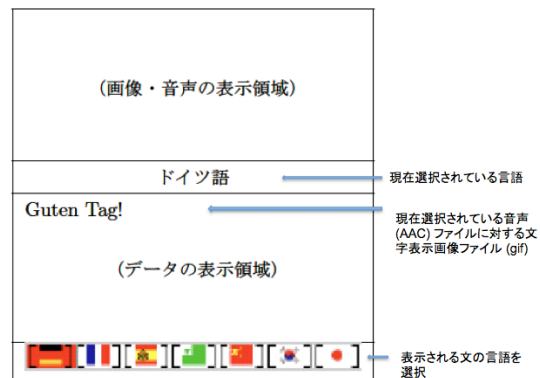 (画像・音声の表示領域)
ドイツ語
現在選択されている言語
Guten Tag!
現在選択されている音声
(AAC) ファイルに対する文
字表示画像ファイル (gif)
(データの表示領域)
[ ] [ ] [ ] [ ] [ ] [ ] [ ]
表示される文の言語を
選択